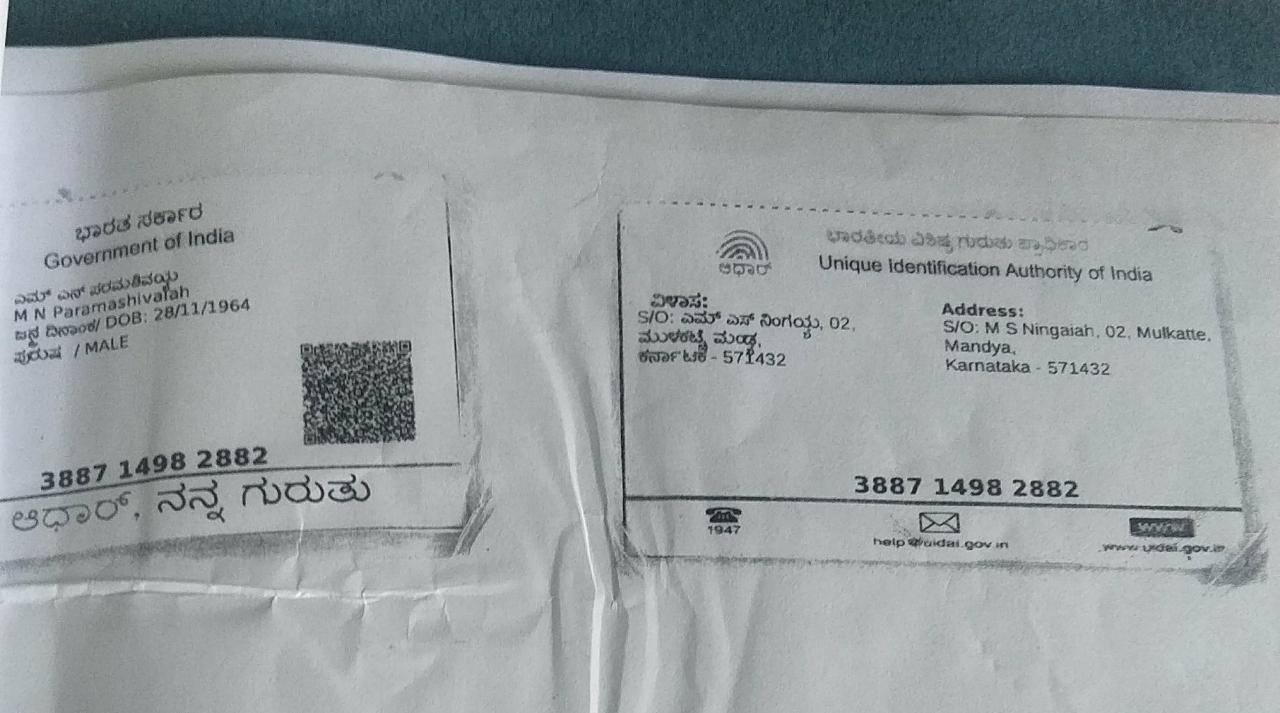 ಭಾರತ ಸರ್ಕಾರ
Government of India
ಎಮ್ ಎನ್ ಪರಮಶಿವಯ್ಯ
M N Paramashivaiah
ಜನ್ಮ ದಿನಾಂಕ/ DOB: 28/11/1964
ಪುರುಷ / MALE
3887 1498 2882
ಆಧಾರ್, ನನ್ನ ಗುರುತು
ಆಧಾರ್
ಭಾರತೀಯ ವಿಶಿಷ್ಟ ಗುರುತು ಪ್ರಾಧಿಕಾರ
Unique Identification Authority of India
ವಿಳಾಸ:
S/O: ಎಮ್ ಎಸ್ ನಿಂಗಯ್ಯ, 02,
ಮುಳಕಟ್ಟೆ, ಮಂಡ್ಯ,
ಕರ್ನಾಟಕ - 571432
Address:
S/O: M S Ningaiah, 02, Mulkatte,
Mandya,
Karnataka - 571432
3887 1498 2882
1947
help@uidai.gov.in
www
www.uidai.gov.in